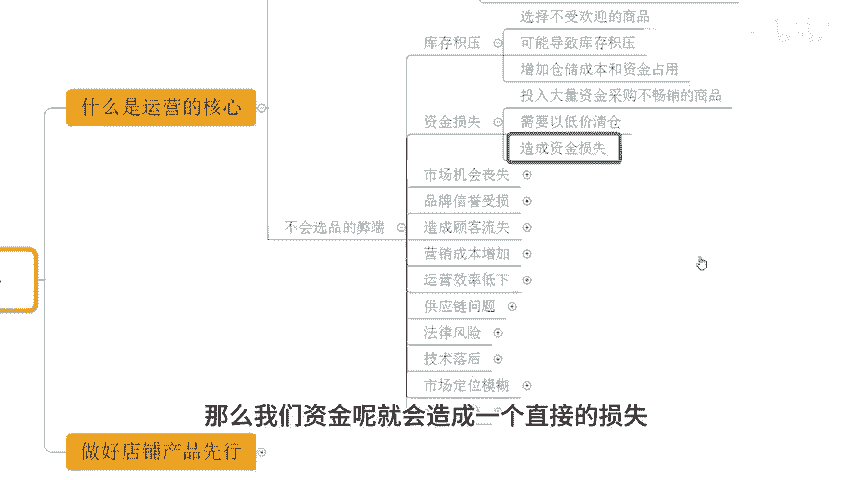 选择不受欢迎的商品
库存积压
可能导致库存积压
增加仓储成本和资金占用
什么是运营的核心
投入大量资金采购不畅销的商品
资金损失
需要以低价清仓
造成资金损失
市场机会丧失
品牌信誉受损
不会选品的弊端
造成顾客流失
营销成本增加
运营效率低下
供应链问题
法律风险
技术落后
市场定位模糊
那么我们资金呢就会造成一个直接的损失
做好店铺产品先行